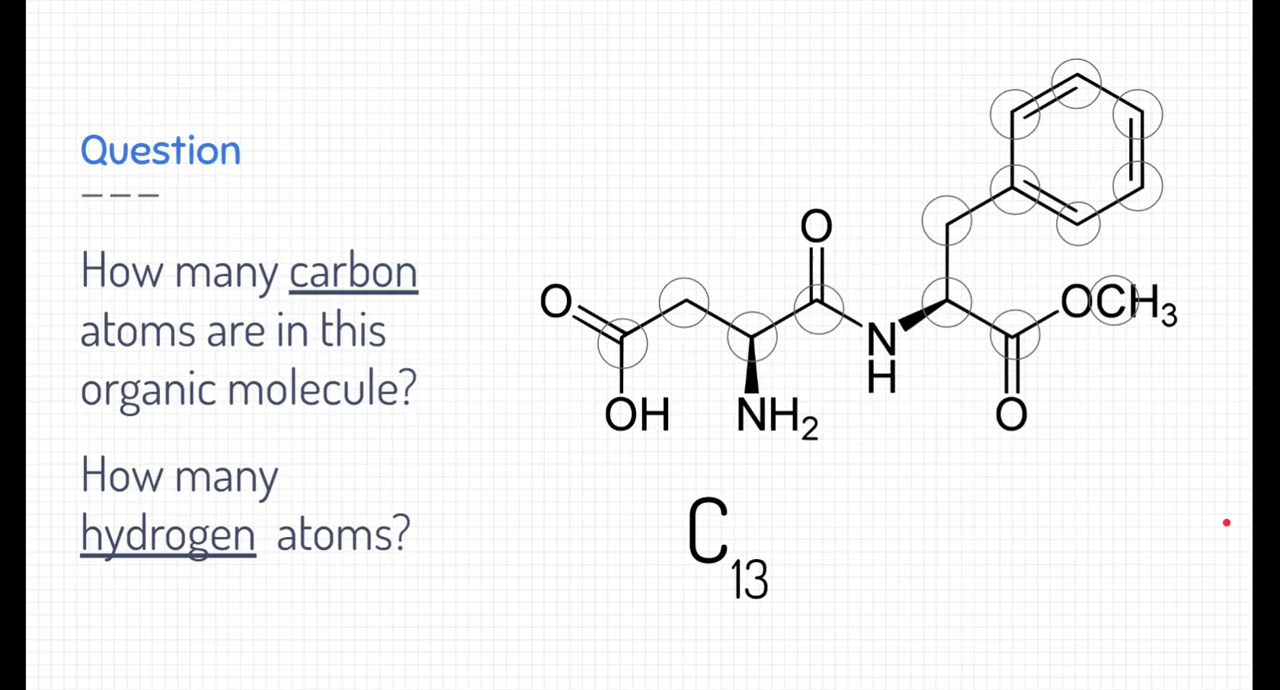 Question
How many carbon
atoms are in this
organic molecule?
How many
hydrogen atoms?
O
OH
NH₂
O
N
H
OCH₃
O
C₁₃